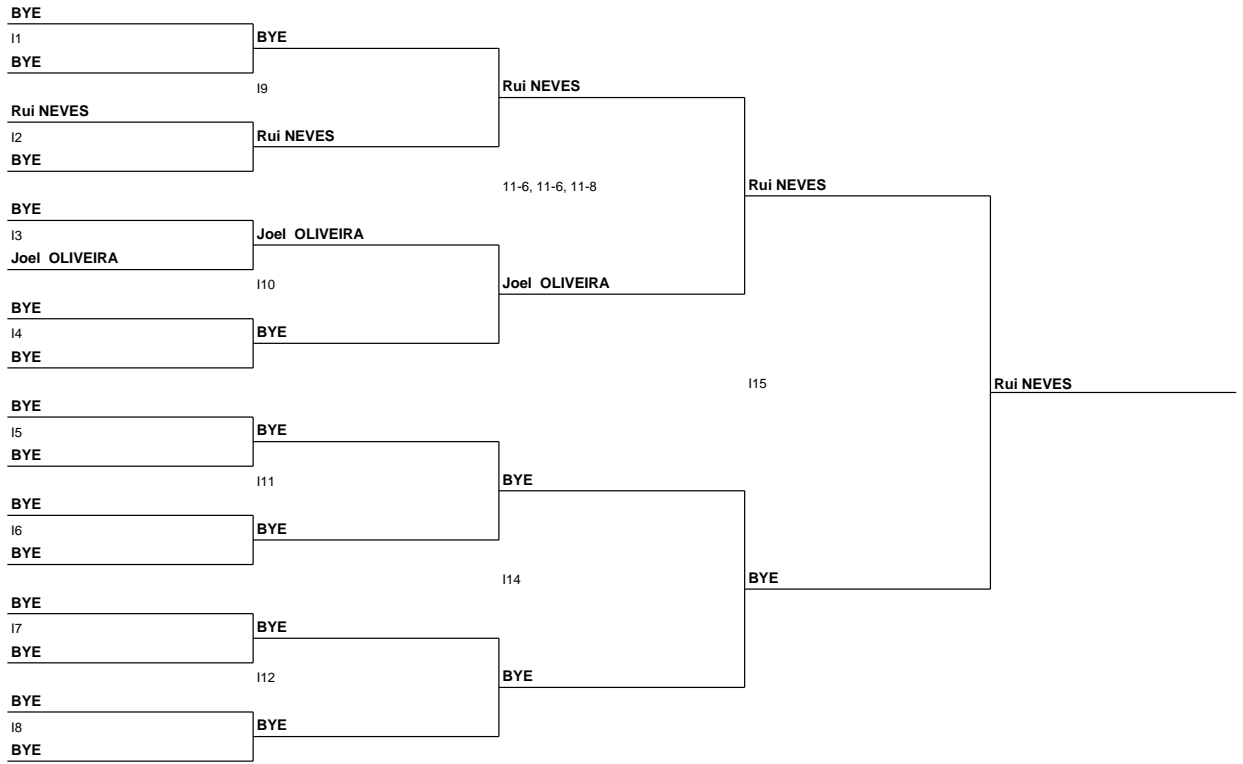 BYE
I1
BYE
BYE
I9
Rui NEVES
Rui NEVES
I2
Rui NEVES
BYE
11-6, 11-6, 11-8
Rui NEVES
BYE
I3
Joel  OLIVEIRA
Joel  OLIVEIRA
I10
Joel  OLIVEIRA
BYE
I4
BYE
BYE
I15
Rui NEVES
BYE
I5
BYE
BYE
I11
BYE
BYE
I6
BYE
BYE
I14
BYE
BYE
I7
BYE
BYE
I12
BYE
BYE
I8
BYE
BYE